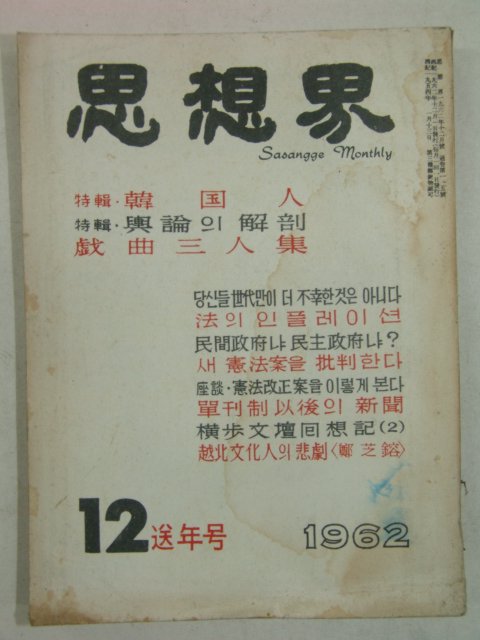 思想界
Sasangge Monthly
特輯·韓国人
特輯·輿論의 解剖
戱曲三人集
당신들 世代만이 더 不幸한것은 아니다
法의 인플레이션
民間政府냐 民主政府냐?
새 憲法案을 批判한다
座談·憲法改正案을 이렇게 본다
單刊制以後의 新聞
横步文壇回想記(2)
越北文化人의 悲劇〈鄭芝鎔〉
12送年号
1962